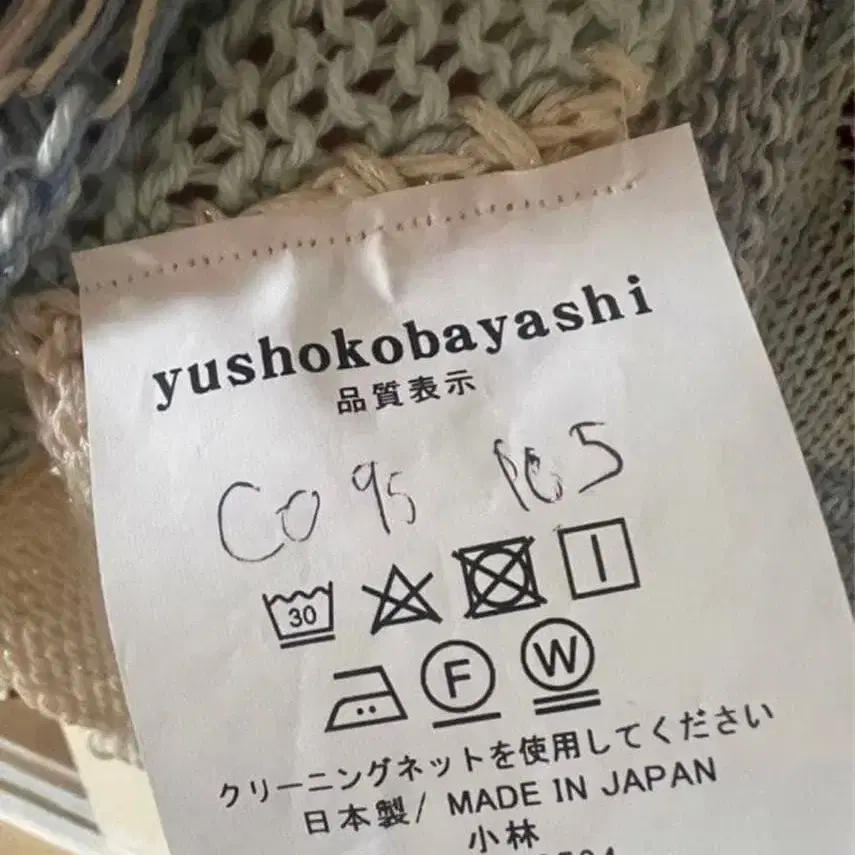 yushokobayashi
品質表示
CO 95 PE 5
30
F W
クリーニングネットを使用してください
日本製/ MADE IN JAPAN
小林